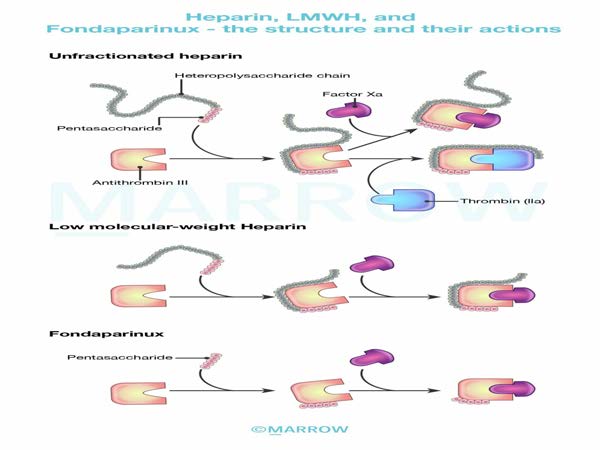 Heparin, LMWH, and
Fondaparinux - the structure and their actions
Unfractionated heparin
Heteropolysaccharide chain
Factor Xa
Pentasaccharide
Antithrombin III
MARROW
Thrombin (IIa)
Low molecular-weight Heparin
Fondaparinux
Pentasaccharide
©MARROW